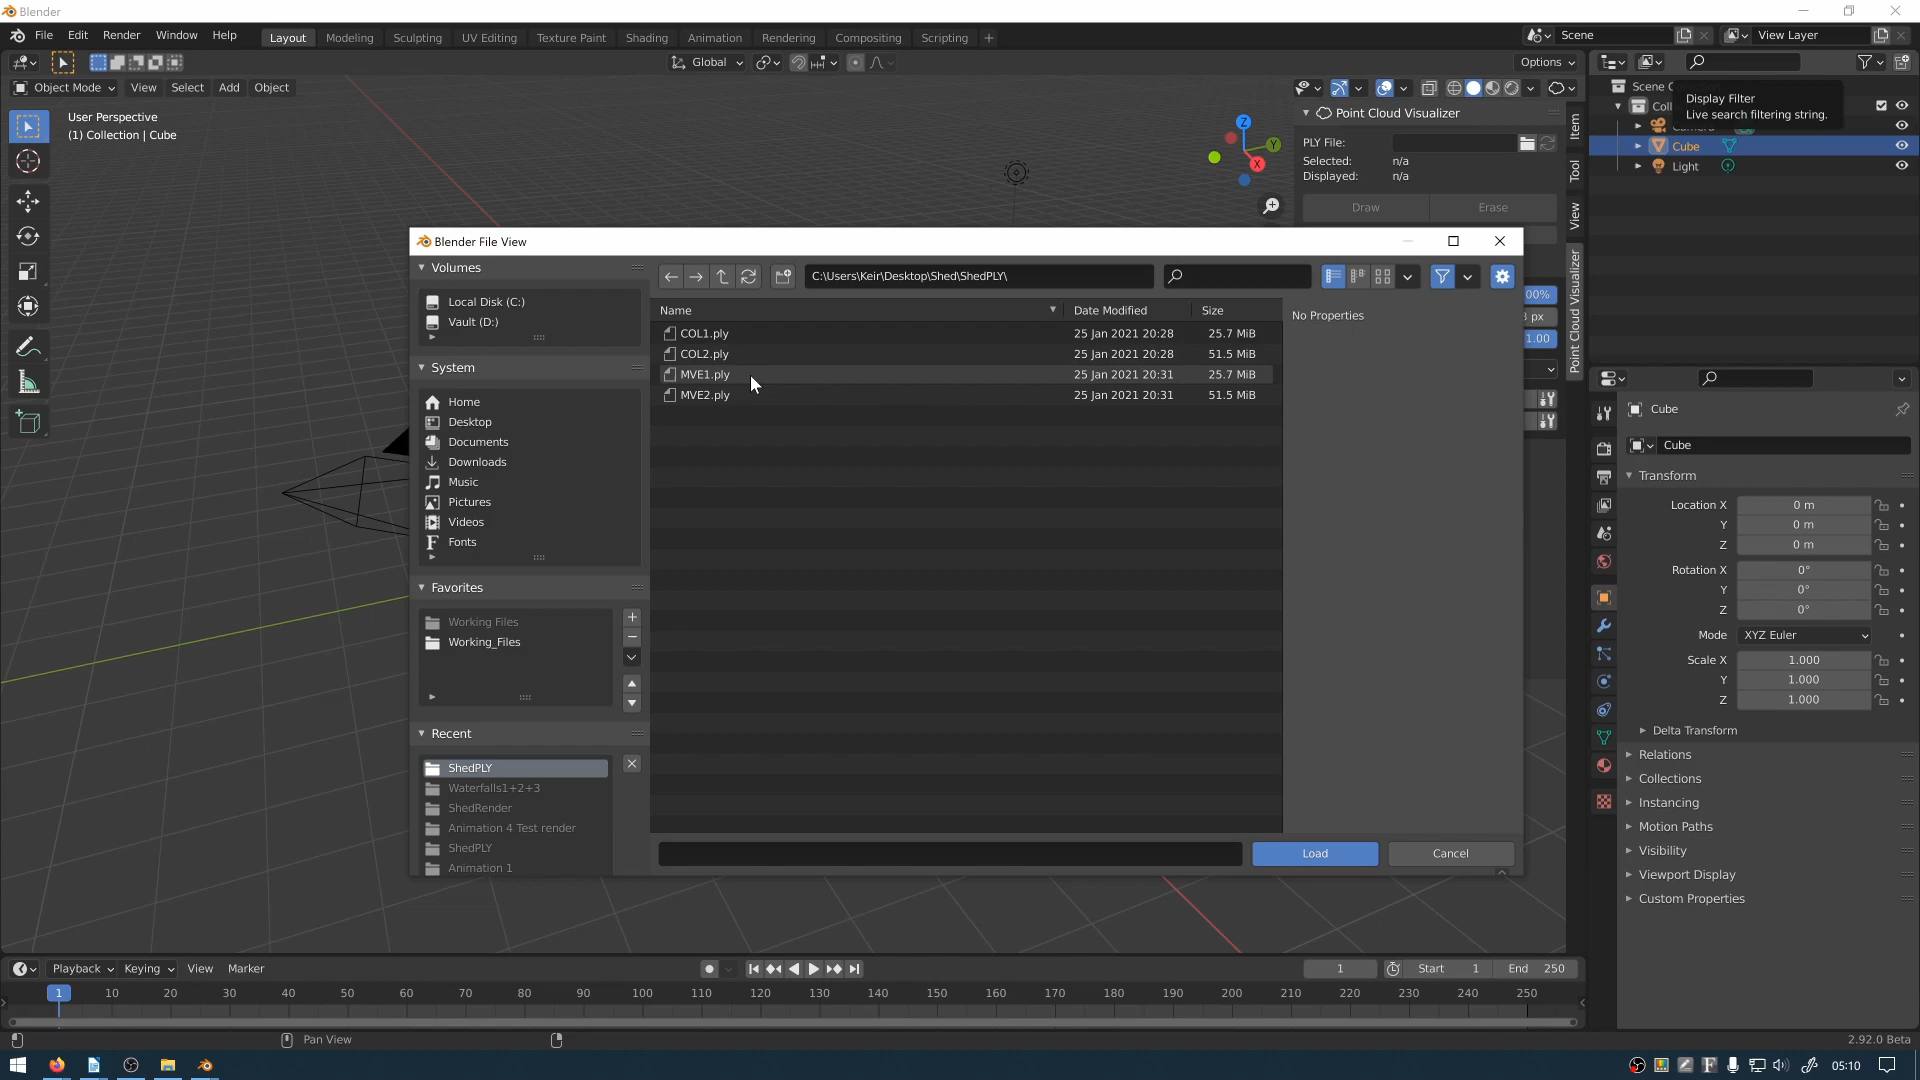 Blender
File Edit Render Window Help Layout Modeling Sculpting UV Editing Texture Paint Shading Animation Rendering Compositing Scripting + Scene View Layer
Global Options
Object Mode View Select Add Object
User Perspective
(1) Collection | Cube
Z
Y
X
Point Cloud Visualizer
PLY File:
Selected: n/a
Displayed: n/a
Draw Erase
Item
Tool
View
Point Cloud Visualizer
00%
px
1.00
Scene C
Display Filter
Live search filtering string.
Coll
Cube
Light
Blender File View
Volumes
Local Disk (C:)
Vault (D:)
System
Home
Desktop
Documents
Downloads
Music
Pictures
Videos
Fonts
Favorites
Working Files
Working_Files
Recent
ShedPLY
Waterfalls1+2+3
ShedRender
Animation 4 Test render
ShedPLY
Animation 1
C:\Users\Keir\Desktop\Shed\ShedPLY\
Name Date Modified Size
COL1.ply 25 Jan 2021 20:28 25.7 MiB
COL2.ply 25 Jan 2021 20:28 51.5 MiB
MVE1.ply 25 Jan 2021 20:31 25.7 MiB
MVE2.ply 25 Jan 2021 20:31 51.5 MiB
No Properties
Load Cancel
Cube
Cube
Transform
Location X 0 m
Y 0 m
Z 0 m
Rotation X 0°
Y 0°
Z 0°
Mode XYZ Euler
Scale X 1.000
Y 1.000
Z 1.000
Delta Transform
Relations
Collections
Instancing
Motion Paths
Visibility
Viewport Display
Custom Properties
Playback Keying View Marker 1 Start 1 End 250
1 10 20 30 40 50 60 70 80 90 100 110 120 130 140 150 160 170 180 190 200 210 220 230 240 250
Pan View 2.92.0 Beta
05:10